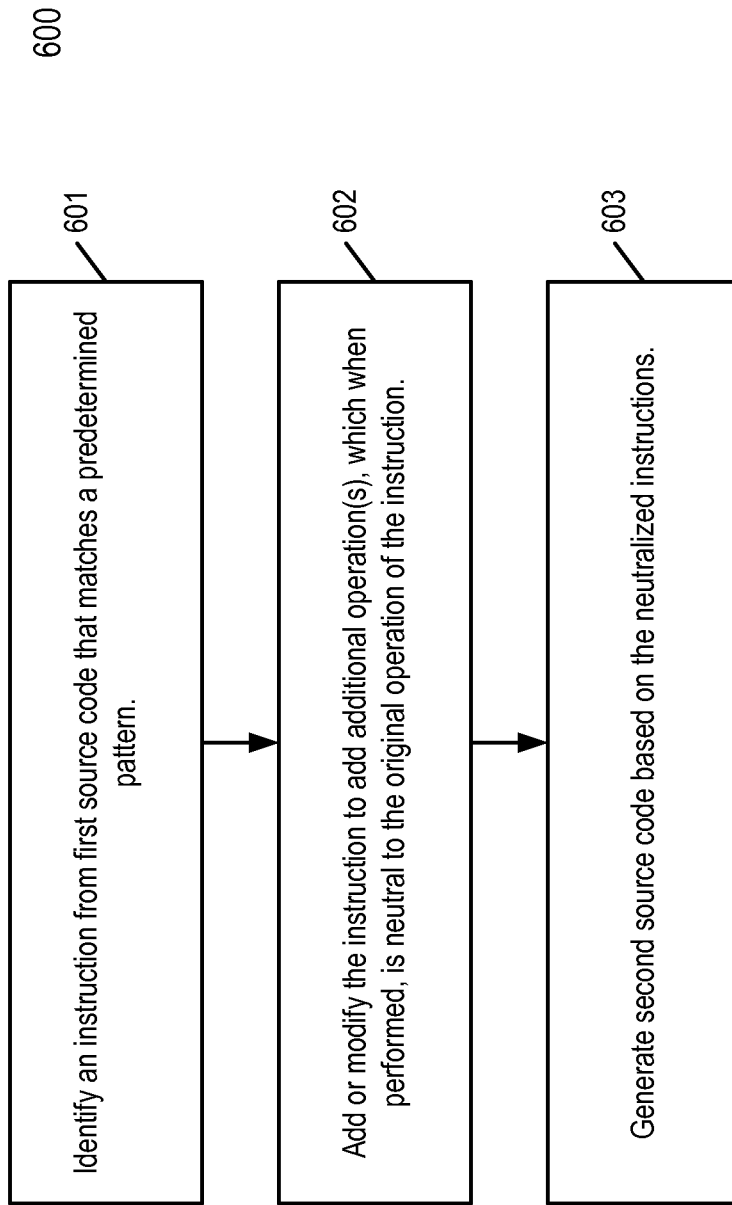 600
601
Identify an instruction from first source code that matches a predetermined
pattern.
602
Add or modify the instruction to add additional operation(s), which when
performed, is neutral to the original operation of the instruction.
603
Generate second source code based on the neutralized instructions.